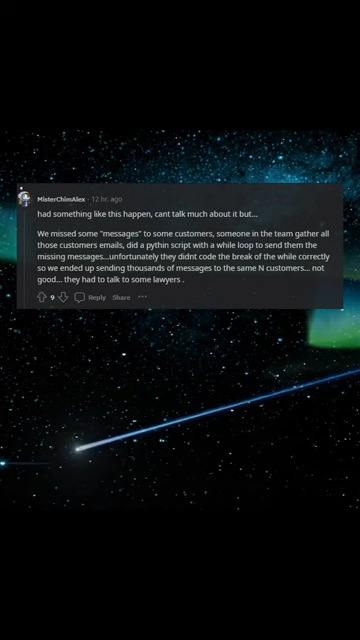 MisterChimAlex · 12 hr. ago
had something like this happen, cant talk much about it but...
We missed some "messages" to some customers, someone in the team gather all
those customers emails, did a pythin script with a while loop to send them the
missing messages...unfortunately they didnt code the break of the while correctly
so we ended up sending thousands of messages to the same N customers... not
good... they had to talk to some lawyers .
9 Reply Share ...